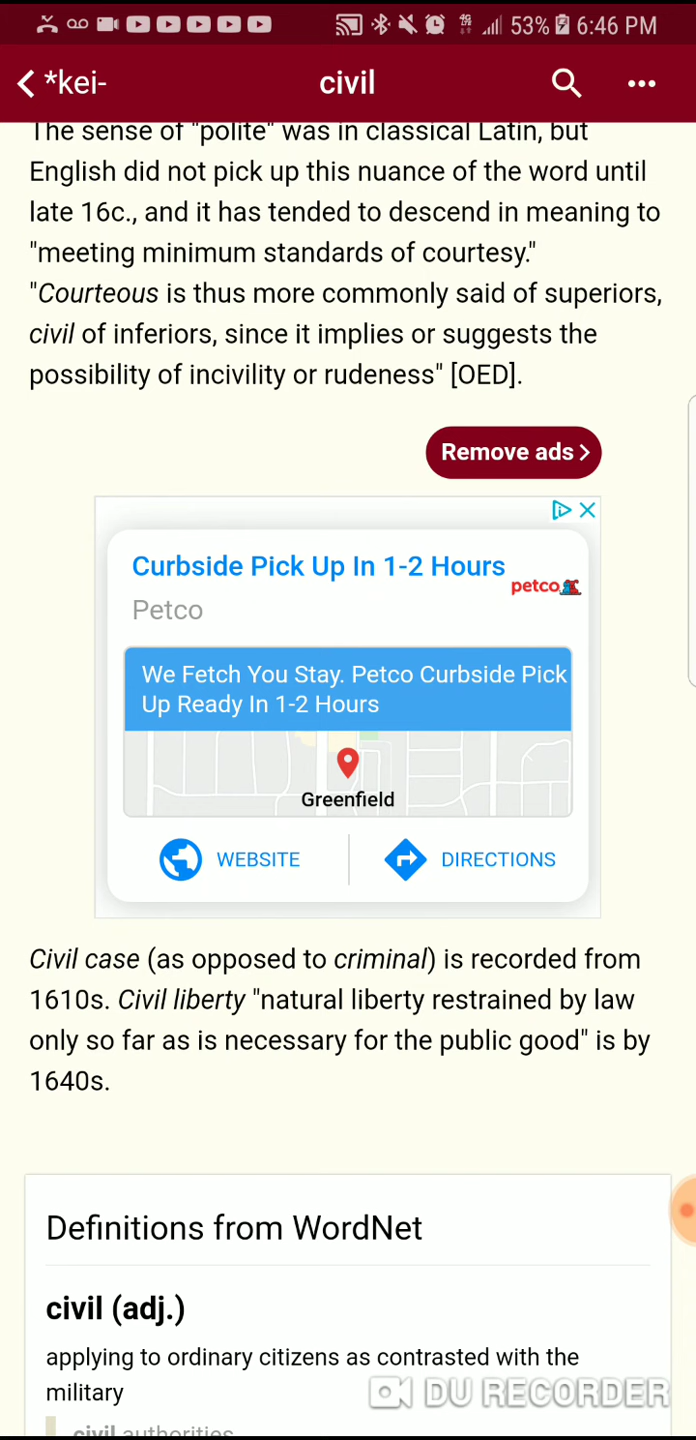 53% 6:46 PM
*kei- civil
The sense of "polite" was in classical Latin, but
English did not pick up this nuance of the word until
late 16c., and it has tended to descend in meaning to
"meeting minimum standards of courtesy."
"Courteous is thus more commonly said of superiors,
civil of inferiors, since it implies or suggests the
possibility of incivility or rudeness" [OED].
Remove ads
Curbside Pick Up In 1-2 Hours
petco
Petco
We Fetch You Stay. Petco Curbside Pick
Up Ready In 1-2 Hours
Greenfield
WEBSITE DIRECTIONS
Civil case (as opposed to criminal) is recorded from
1610s. Civil liberty "natural liberty restrained by law
only so far as is necessary for the public good" is by
1640s.
Definitions from WordNet
civil (adj.)
applying to ordinary citizens as contrasted with the
military
DU RECORDER
civil authorities